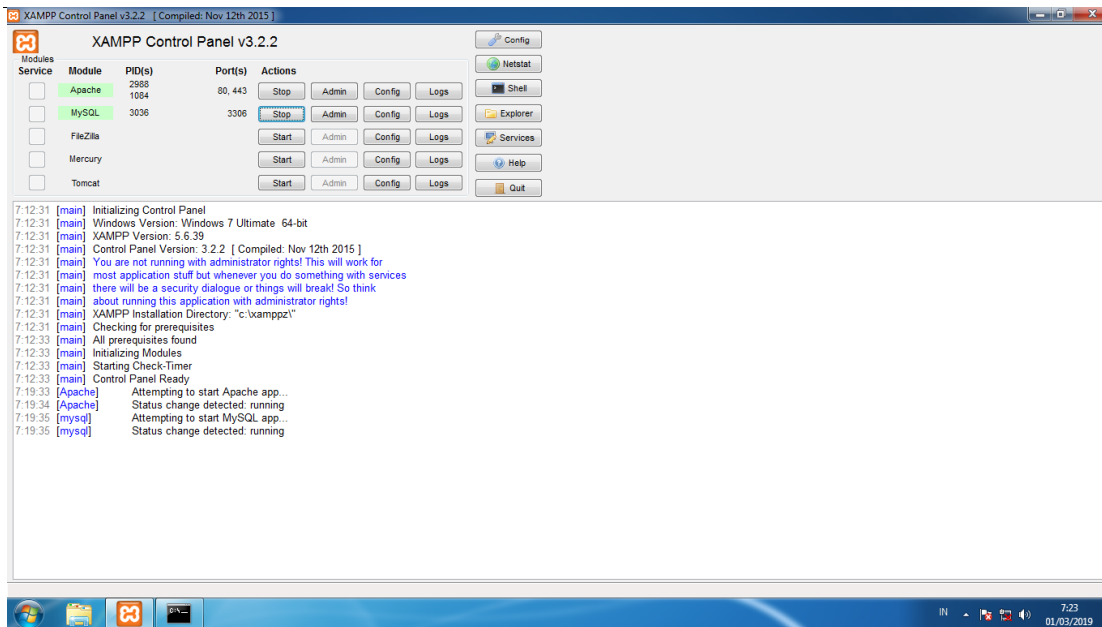 XAMPP Control Panel v3.2.2 [ Compiled: Nov 12th 2015 ]
XAMPP Control Panel v3.2.2
Config
Modules
Service Module PID(s) Port(s) Actions
Netstat
Apache 2988 1084 80, 443 Stop Admin Config Logs
Shell
MySQL 3036 3306 Stop Admin Config Logs
Explorer
FileZilla Start Admin Config Logs
Services
Mercury Start Admin Config Logs
Help
Tomcat Start Admin Config Logs
Quit
7:12:31 [main] Initializing Control Panel
7:12:31 [main] Windows Version: Windows 7 Ultimate 64-bit
7:12:31 [main] XAMPP Version: 5.6.39
7:12:31 [main] Control Panel Version: 3.2.2 [ Compiled: Nov 12th 2015 ]
7:12:31 [main] You are not running with administrator rights! This will work for
7:12:31 [main] most application stuff but whenever you do something with services
7:12:31 [main] there will be a security dialogue or things will break! So think
7:12:31 [main] about running this application with administrator rights!
7:12:31 [main] XAMPP Installation Directory: "c:\xamppz\"
7:12:31 [main] Checking for prerequisites
7:12:33 [main] All prerequisites found
7:12:33 [main] Initializing Modules
7:12:33 [main] Starting Check-Timer
7:12:33 [main] Control Panel Ready
7:19:33 [Apache] Attempting to start Apache app...
7:19:34 [Apache] Status change detected: running
7:19:35 [mysql] Attempting to start MySQL app...
7:19:35 [mysql] Status change detected: running
IN
7:23
01/03/2019